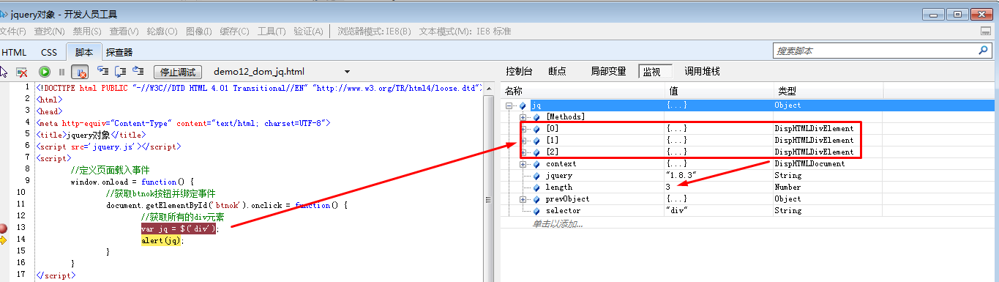 jquery对象 - 开发人员工具
文件(F) 查找(N) 禁用(S) 查看(V) 轮廓(O) 图像(I) 缓存(C) 工具(T) 验证(A) 浏览器模式: IE8(B) 文本模式(M): IE8 标准
HTML CSS 脚本 探查器 搜索脚本
停止调试 demo12_dom_jq.html
控制台 断点 局部变量 监视 调用堆栈
1 <!DOCTYPE html PUBLIC "-//W3C//DTD HTML 4.01 Transitional//EN" "http://www.w3.org/TR/html4/loose.dtd">
2 <html>
3 <head>
4 <meta http-equiv="Content-Type" content="text/html; charset=UTF-8">
5 <title>jquery对象</title>
6 <script src='jquery.js'></script>
7 <script>
8 //定义页面载入事件
9 window.onload = function() {
10 //获取btnok按钮并绑定事件
11 document.getElementById('btnok').onclick = function() {
12 //获取所有的div元素
13 var jq = $('div');
14 alert(jq);
15 }
16 }
17 </script>
名称 值 类型
jq {...} Object
[Methods]
[0] {...} DispHTMLDivElement
[1] {...} DispHTMLDivElement
[2] {...} DispHTMLDivElement
context {...} DispHTMLDocument
jquery "1.8.3" String
length 3 Number
prevObject {...} Object
selector "div" String
单击以添加...